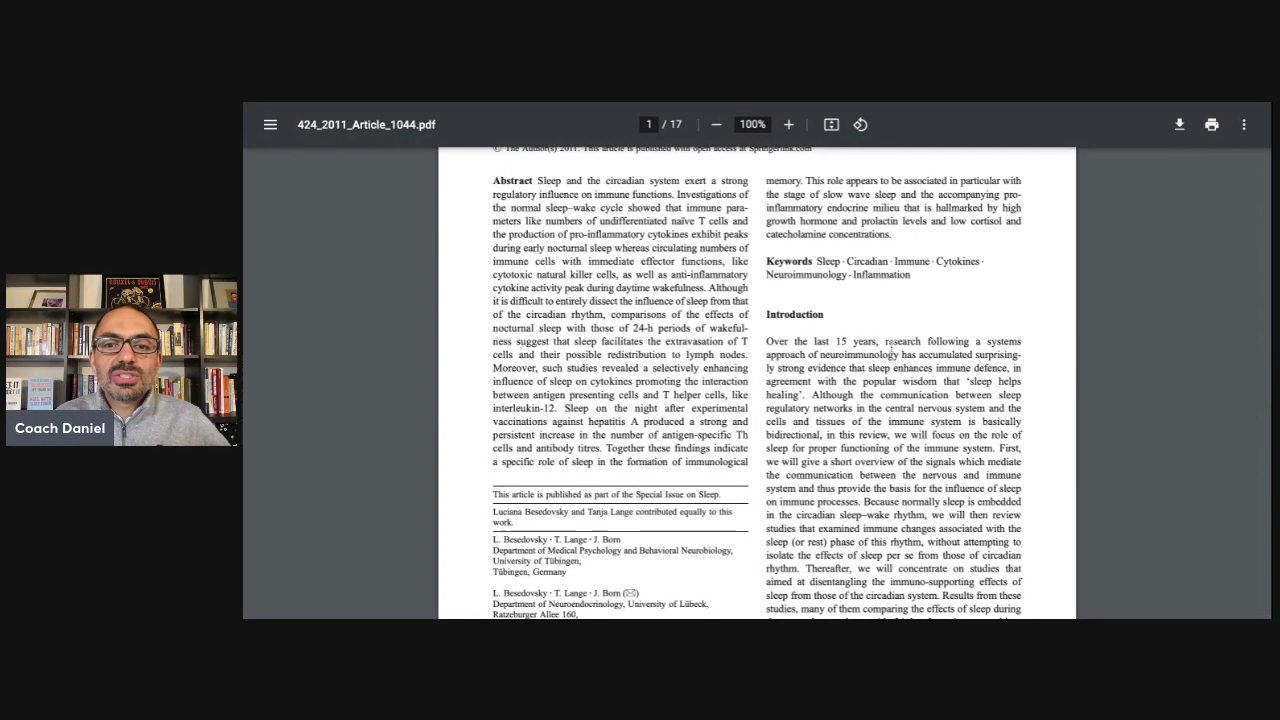 424_2011_Article_1044.pdf
1 / 17
100%
© The Author(s) 2011. This article is published with open access at Springerlink.com
Abstract Sleep and the circadian system exert a strong
regulatory influence on immune functions. Investigations of
the normal sleep–wake cycle showed that immune para-
meters like numbers of undifferentiated naïve T cells and
the production of pro-inflammatory cytokines exhibit peaks
during early nocturnal sleep whereas circulating numbers of
immune cells with immediate effector functions, like
cytotoxic natural killer cells, as well as anti-inflammatory
cytokine activity peak during daytime wakefulness. Although
it is difficult to entirely dissect the influence of sleep from that
of the circadian rhythm, comparisons of the effects of
nocturnal sleep with those of 24-h periods of wakeful-
ness suggest that sleep facilitates the extravasation of T
cells and their possible redistribution to lymph nodes.
Moreover, such studies revealed a selectively enhancing
influence of sleep on cytokines promoting the interaction
between antigen presenting cells and T helper cells, like
interleukin-12. Sleep on the night after experimental
vaccinations against hepatitis A produced a strong and
persistent increase in the number of antigen-specific Th
cells and antibody titres. Together these findings indicate
a specific role of sleep in the formation of immunological
This article is published as part of the Special Issue on Sleep.
Luciana Besedovsky and Tanja Lange contributed equally to this
work.
L. Besedovsky · T. Lange · J. Born
Department of Medical Psychology and Behavioral Neurobiology,
University of Tübingen,
Tübingen, Germany
L. Besedovsky · T. Lange · J. Born (✉)
Department of Neuroendocrinology, University of Lübeck,
Ratzeburger Allee 160,
memory. This role appears to be associated in particular with
the stage of slow wave sleep and the accompanying pro-
inflammatory endocrine milieu that is hallmarked by high
growth hormone and prolactin levels and low cortisol and
catecholamine concentrations.
Keywords Sleep · Circadian · Immune · Cytokines ·
Neuroimmunology · Inflammation
Introduction
Over the last 15 years, research following a systems
approach of neuroimmunology has accumulated surprising-
ly strong evidence that sleep enhances immune defence, in
agreement with the popular wisdom that ‘sleep helps
healing’. Although the communication between sleep
regulatory networks in the central nervous system and the
cells and tissues of the immune system is basically
bidirectional, in this review, we will focus on the role of
sleep for proper functioning of the immune system. First,
we will give a short overview of the signals which mediate
the communication between the nervous and immune
system and thus provide the basis for the influence of sleep
on immune processes. Because normally sleep is embedded
in the circadian sleep–wake rhythm, we will then review
studies that examined immune changes associated with the
sleep (or rest) phase of this rhythm, without attempting to
isolate the effects of sleep per se from those of circadian
rhythm. Thereafter, we will concentrate on studies that
aimed at disentangling the immuno-supporting effects of
sleep from those of the circadian system. Results from these
studies, many of them comparing the effects of sleep during
Coach Daniel